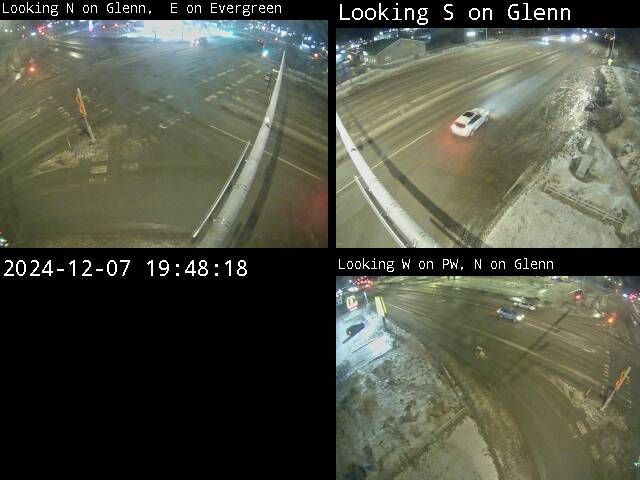 Looking N on Glenn, E on Evergreen
Looking S on Glenn
2024-12-07 19:48:18
Looking W on PW, N on Glenn